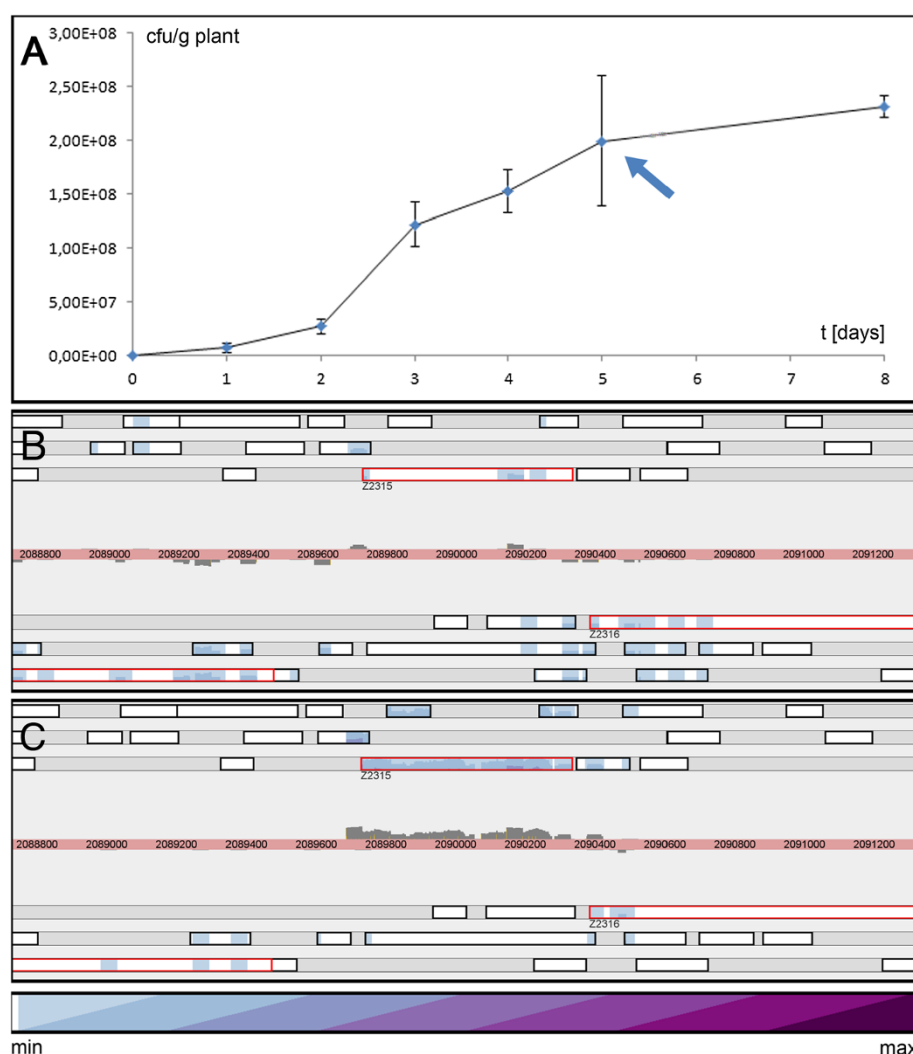 A
cfu/g plant
3,00E+08
2,50E+08
2,00E+08
1,50E+08
1,00E+08
5,00E+07
0,00E+00
t [days]
0 1 2 3 4 5 6 7 8
B
Z2315
2088800 2089000 2089200 2089400 2089600 2089800 2090000 2090200 2090400 2090600 2090800 2091000 2091200
Z2316
C
Z2315
2088800 2089000 2089200 2089400 2089600 2089800 2090000 2090200 2090400 2090600 2090800 2091000 2091200
Z2316
min max